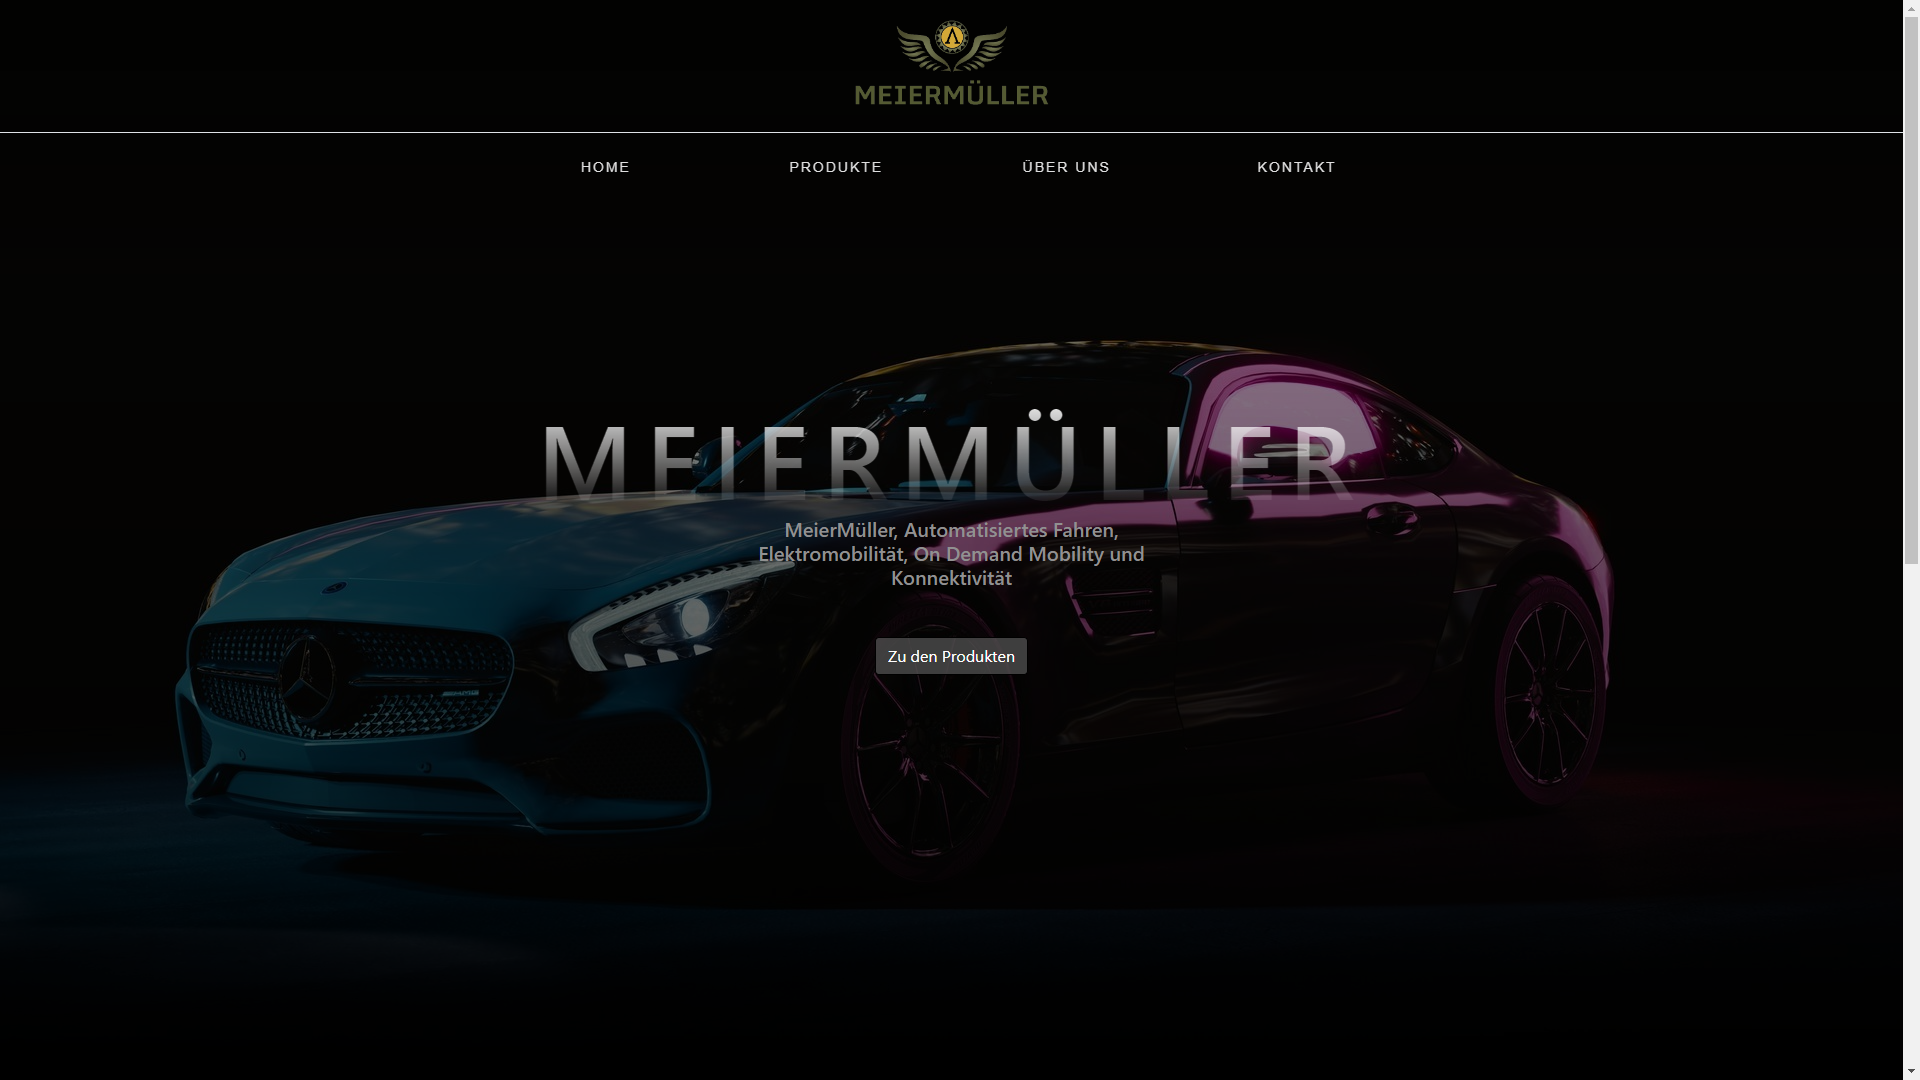 MEIERMÜLLER
HOME PRODUKTE ÜBER UNS KONTAKT
MEIERMÜLLER
MeierMüller, Automatisiertes Fahren,
Elektromobilität, On Demand Mobility und
Konnektivität
Zu den Produkten
AMG